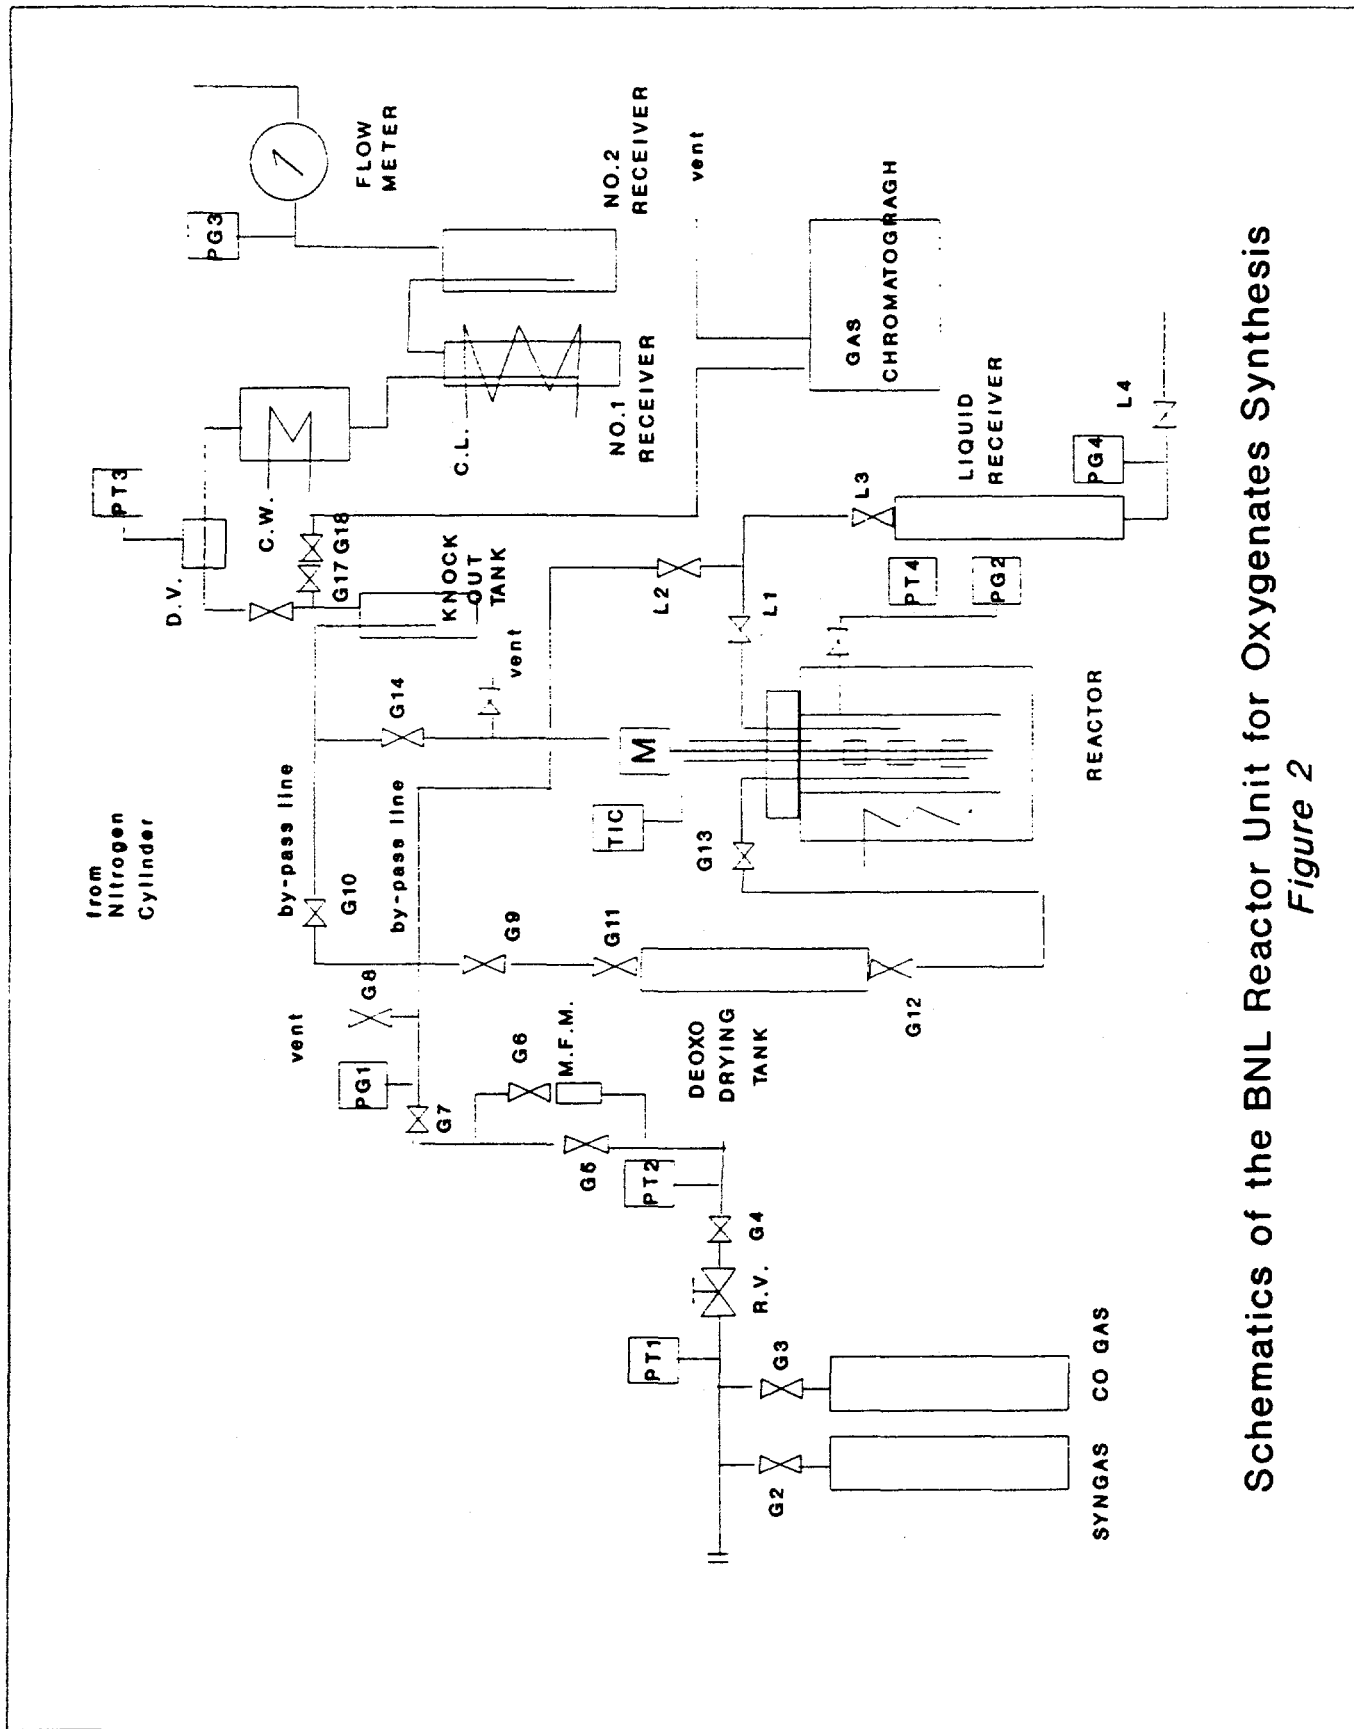 from
Nitrogen
Cylinder
PT3
PG3
FLOW
METER
D.V.
C.W.
G17
G18
KNOCK
OUT
TANK
C.L.
NO.1
RECEIVER
NO.2
RECEIVER
vent
by-pass line
G10
G14
vent
by-pass line
vent
G8
PG1
G7
G6
M.F.M.
G5
G9
G11
DEOXO
DRYING
TANK
G12
G13
TIC
M
L2
L1
L3
PT4
PG2
REACTOR
LIQUID
RECEIVER
PG4
L4
GAS
CHROMATOGRAGH
PT2
G4
R.V.
PT1
G3
G2
SYNGAS
CO GAS
Schematics of the BNL Reactor Unit for Oxygenates Synthesis
Figure 2